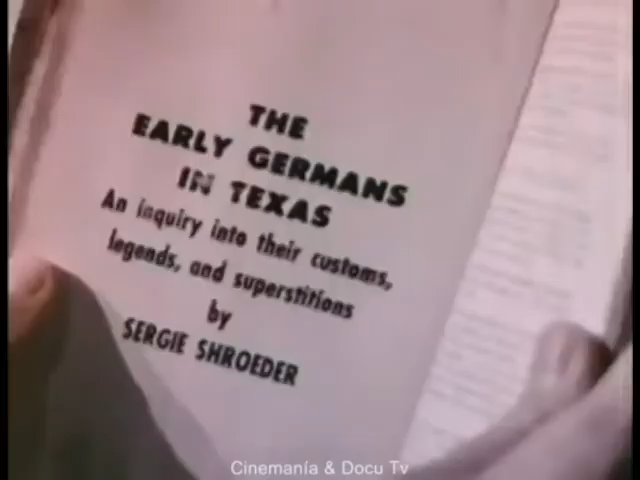 THE
EARLY GERMANS
IN TEXAS
An inquiry into their customs,
legends, and superstitions
by
SERGIE SHROEDER
Cinemanía & Docu Tv